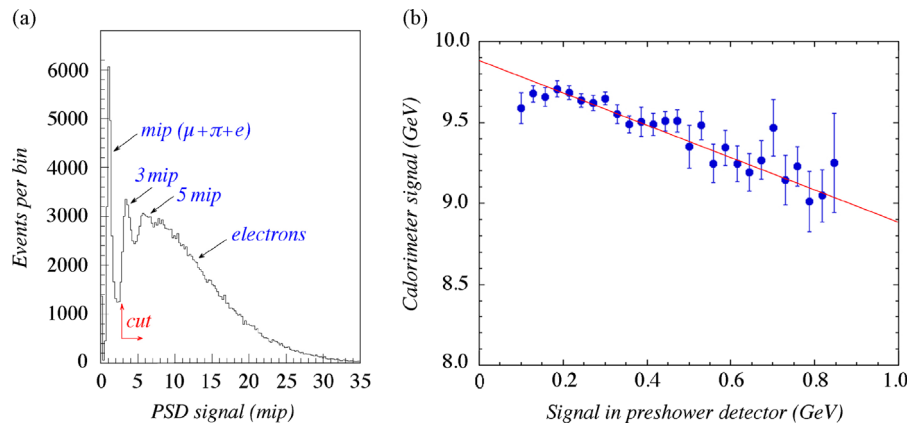 (a)
6000
5000
4000
3000
2000
1000
0
Events per bin
mip (μ+π+e)
3 mip
5 mip
electrons
cut
0 5 10 15 20 25 30 35
PSD signal (mip)
(b)
10.0
9.5
9.0
8.5
8.0
Calorimeter signal (GeV)
0 0.2 0.4 0.6 0.8 1.0
Signal in preshower detector (GeV)